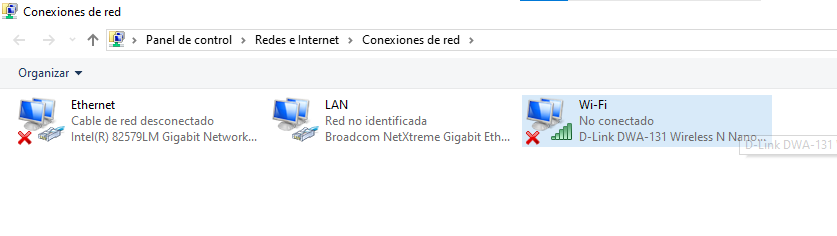 Conexiones de red
Panel de control > Redes e Internet > Conexiones de red >
Organizar
Ethernet
Cable de red desconectado
Intel(R) 82579LM Gigabit Network...
LAN
Red no identificada
Broadcom NetXtreme Gigabit Eth...
Wi-Fi
No conectado
D-Link DWA-131 Wireless N Nano...
D-Link DWA-131